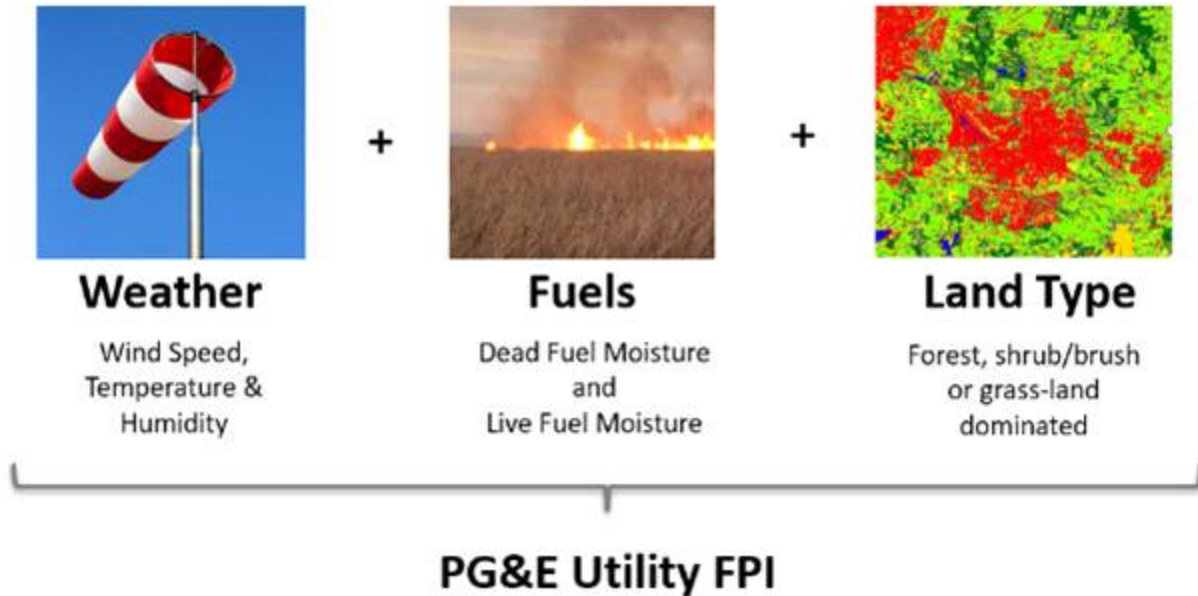 +
+
Weather
Wind Speed,
Temperature &
Humidity
Fuels
Dead Fuel Moisture
and
Live Fuel Moisture
Land Type
Forest, shrub/brush
or grass-land
dominated
PG&E Utility FPI